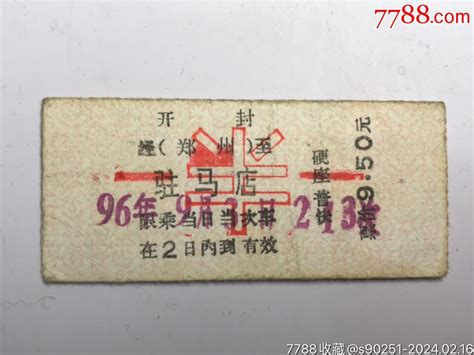 7788.com
开封
经(郑州)至
驻马店
硬座普快
9.50元
半
96年9月3日 213次
限乘当日当次车
在2日内到有效
7788收藏@s90251-2024.02.16